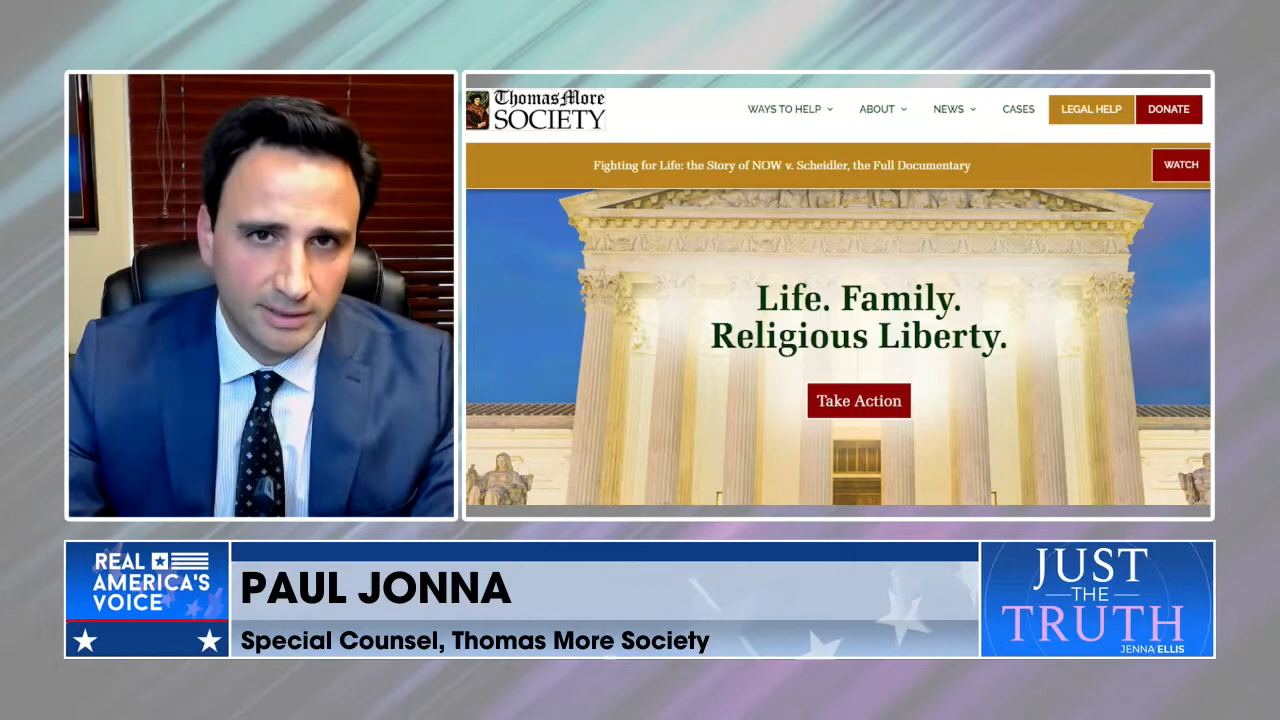 Thomas More
SOCIETY
WAYS TO HELP
ABOUT
NEWS
CASES
LEGAL HELP
DONATE
Fighting for Life: the Story of NOW v. Scheidler, the Full Documentary
WATCH
Life. Family.
Religious Liberty.
Take Action
REAL
AMERICA'S
VOICE
PAUL JONNA
Special Counsel, Thomas More Society
JUST
THE
TRUTH
JENNA ELLIS